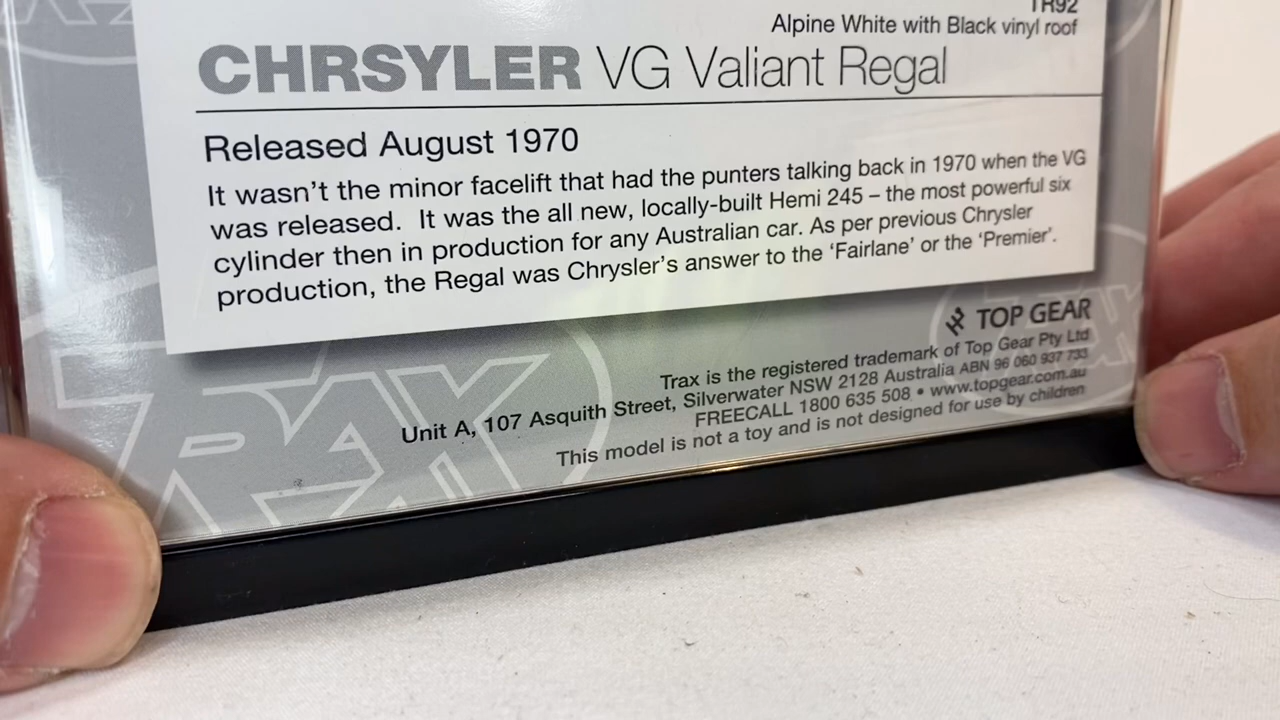 TR92
Alpine White with Black vinyl roof
CHRSYLER VG Valiant Regal
Released August 1970
It wasn't the minor facelift that had the punters talking back in 1970 when the VG
was released. It was the all new, locally-built Hemi 245 – the most powerful six
cylinder then in production for any Australian car. As per previous Chrysler
production, the Regal was Chrysler's answer to the 'Fairlane' or the 'Premier'.
TOP GEAR
Trax is the registered trademark of Top Gear Pty Ltd
Unit A, 107 Asquith Street, Silverwater NSW 2128 Australia ABN 96 060 937 733
FREECALL 1800 635 508 • www.topgear.com.au
This model is not a toy and is not designed for use by children
TRAX